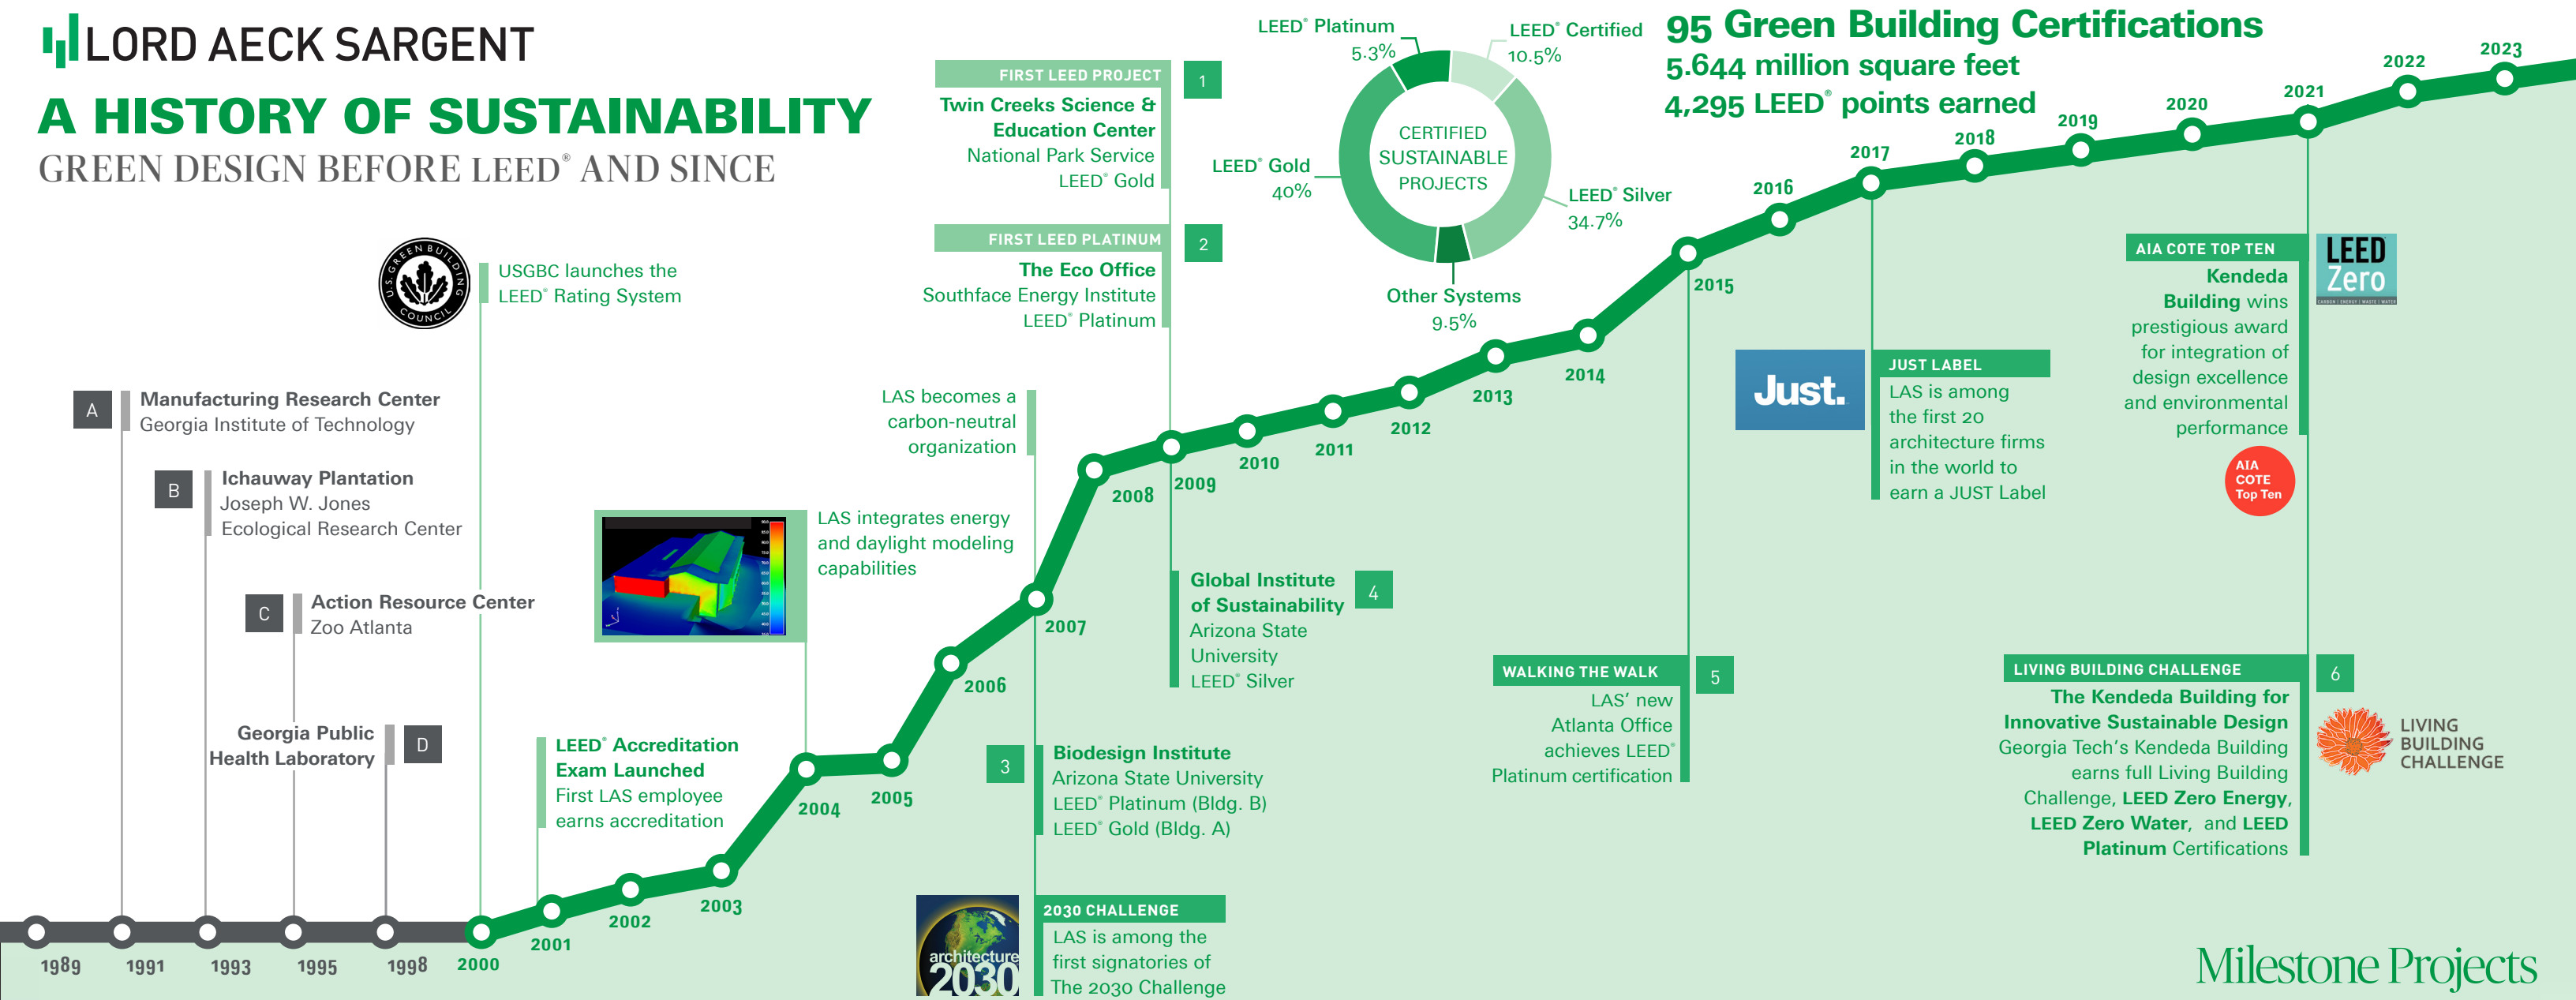 LORD AECK SARGENT
A HISTORY OF SUSTAINABILITY
GREEN DESIGN BEFORE LEED® AND SINCE
U.S. GREEN BUILDING COUNCIL
USGBC launches the
LEED® Rating System
A
Manufacturing Research Center
Georgia Institute of Technology
B
Ichauway Plantation
Joseph W. Jones
Ecological Research Center
C
Action Resource Center
Zoo Atlanta
Georgia Public
Health Laboratory
D
LEED® Accreditation
Exam Launched
First LAS employee
earns accreditation
LAS integrates energy
and daylight modeling
capabilities
LAS becomes a
carbon-neutral
organization
FIRST LEED PROJECT
1
Twin Creeks Science &
Education Center
National Park Service
LEED® Gold
FIRST LEED PLATINUM
2
The Eco Office
Southface Energy Institute
LEED® Platinum
3
Biodesign Institute
Arizona State University
LEED® Platinum (Bldg. B)
LEED® Gold (Bldg. A)
architecture
2030
2030 CHALLENGE
LAS is among the
first signatories of
The 2030 Challenge
Global Institute
of Sustainability
4
Arizona State
University
LEED® Silver
LEED® Platinum
5.3%
LEED® Certified
10.5%
LEED® Gold
40%
CERTIFIED
SUSTAINABLE
PROJECTS
LEED® Silver
34.7%
Other Systems
9.5%
95 Green Building Certifications
5.644 million square feet
4,295 LEED® points earned
WALKING THE WALK
5
LAS' new
Atlanta Office
achieves LEED®
Platinum certification
Just.
JUST LABEL
LAS is among
the first 20
architecture firms
in the world to
earn a JUST Label
AIA COTE TOP TEN
Kendeda
Building wins
prestigious award
for integration of
design excellence
and environmental
performance
LEED
Zero
CARBON | ENERGY | WASTE | WATER
AIA
COTE
Top Ten
LIVING BUILDING CHALLENGE
6
The Kendeda Building for
Innovative Sustainable Design
Georgia Tech's Kendeda Building
earns full Living Building
Challenge, LEED Zero Energy,
LEED Zero Water, and LEED
Platinum Certifications
LIVING
BUILDING
CHALLENGE
1989
1991
1993
1995
1998
2000
2001
2002
2003
2004
2005
2006
2007
2008
2009
2010
2011
2012
2013
2014
2015
2016
2017
2018
2019
2020
2021
2022
2023
Milestone Projects